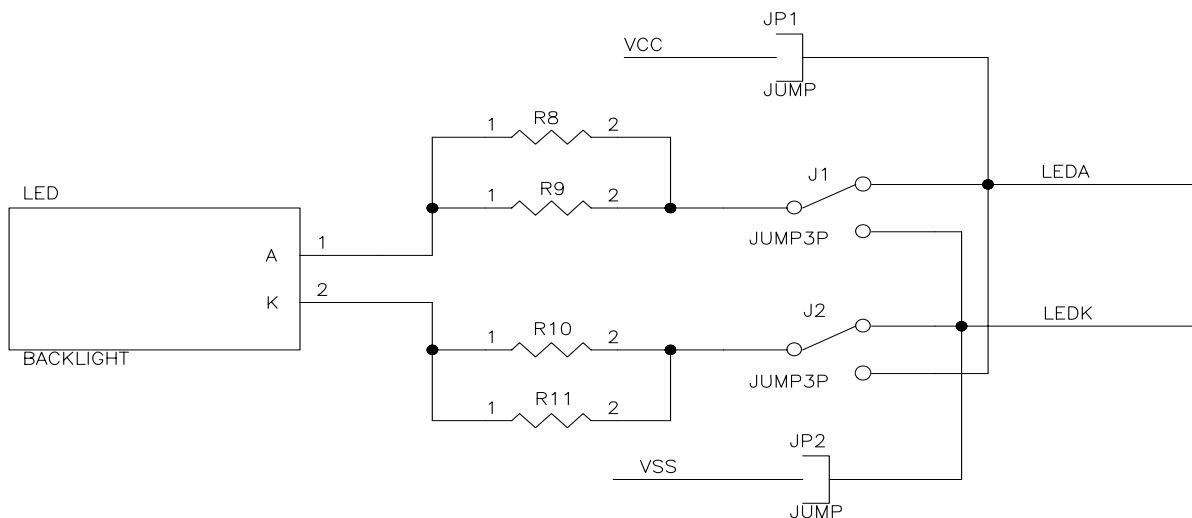 JP1
VCC
JUMP
R8
1 2
R9
1 2
J1
LEDA
JUMP3P
LED
A 1
K 2
BACKLIGHT
J2
LEDK
R10
1 2
JUMP3P
R11
1 2
JP2
VSS
JUMP